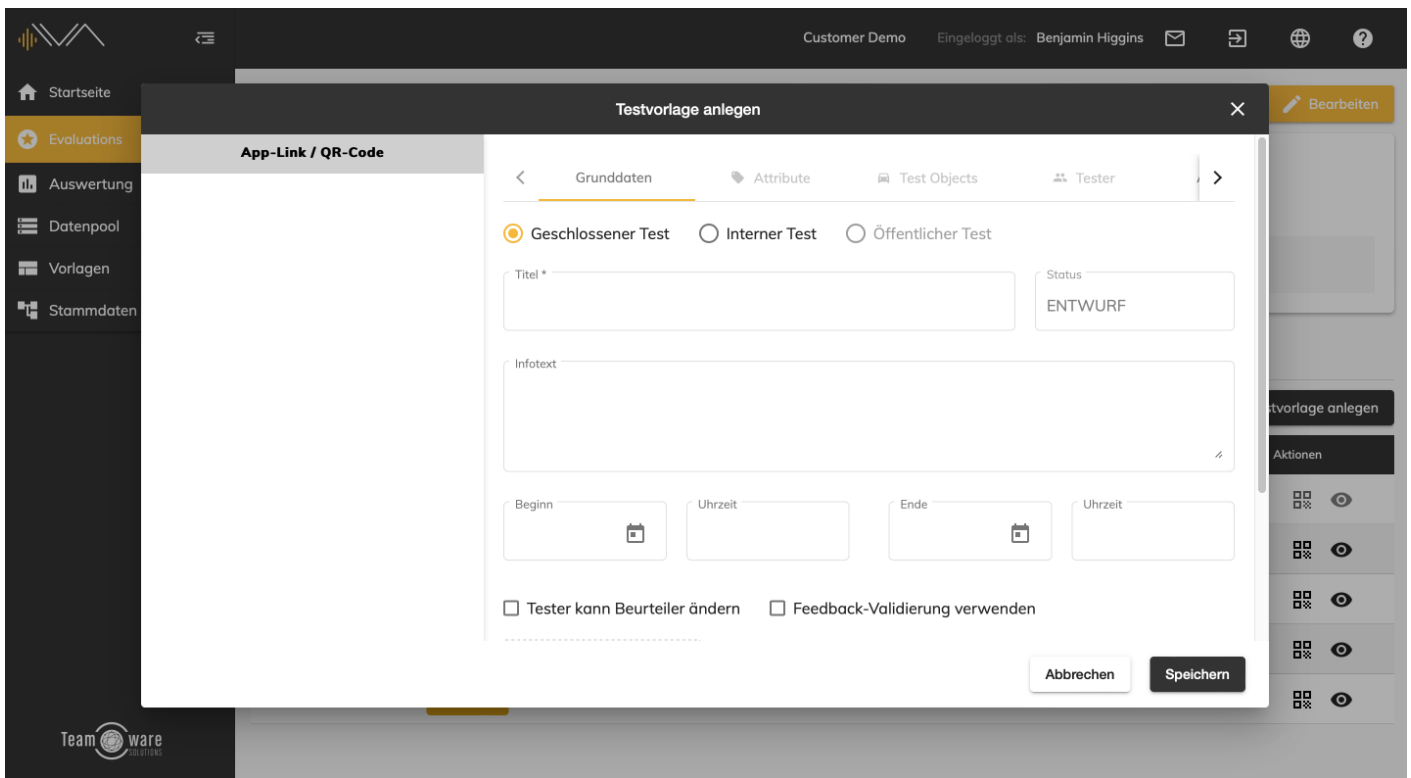 Customer Demo Eingeloggt als: Benjamin Higgins
Startseite
Evaluations
Auswertung
Datenpool
Vorlagen
Stammdaten
Team ware
SOLUTIONS
Bearbeiten
Testvorlage anlegen
App-Link / QR-Code
Grunddaten Attribute Test Objects Tester
Geschlossener Test Interner Test Öffentlicher Test
Titel * Status
ENTWURF
Infotext
Beginn Uhrzeit Ende Uhrzeit
Tester kann Beurteiler ändern Feedback-Validierung verwenden
Abbrechen Speichern
stvorlage anlegen
Aktionen